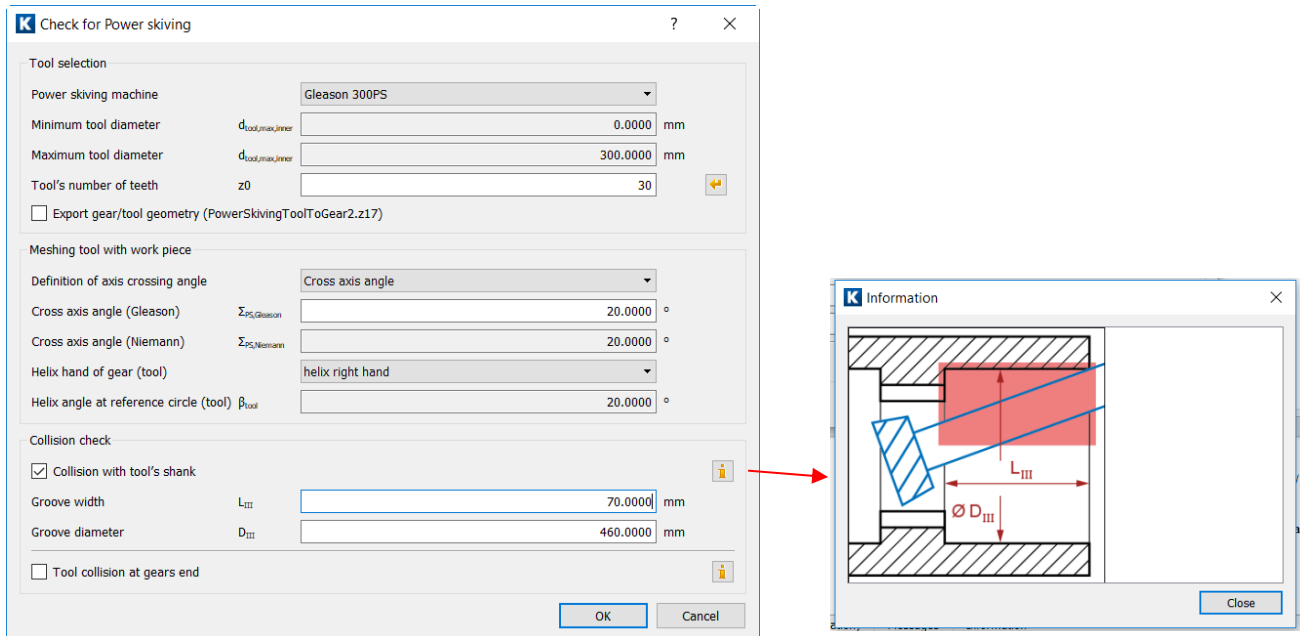 K Check for Power skiving ?
Tool selection
Power skiving machine Gleason 300PS
Minimum tool diameter dtool,max,inner 0.0000 mm
Maximum tool diameter dtool,max,inner 300.0000 mm
Tool's number of teeth z0 30
Export gear/tool geometry (PowerSkivingToolToGear2.z17)
Meshing tool with work piece
Definition of axis crossing angle Cross axis angle
Cross axis angle (Gleason) ΣPS,Gleason 20.0000 °
Cross axis angle (Niemann) ΣPS,Niemann 20.0000 °
Helix hand of gear (tool) helix right hand
Helix angle at reference circle (tool) βtool 20.0000 °
Collision check
Collision with tool's shank i
Groove width LIII 70.0000 mm
Groove diameter DIII 460.0000 mm
Tool collision at gears end i
OK Cancel
K Information
LIII
Ø DIII
Close